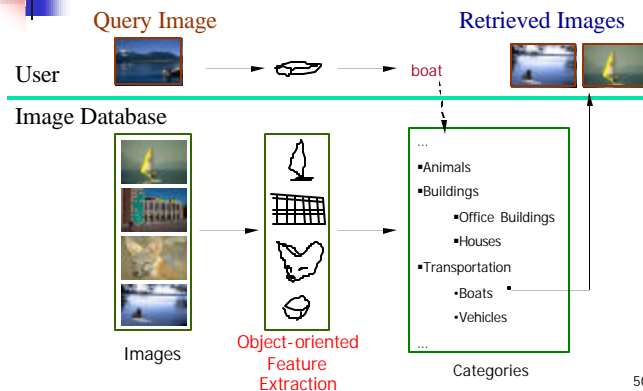 Query Image
Retrieved Images
User
boat
Image Database
...
▪Animals
▪Buildings
▪Office Buildings
▪Houses
▪Transportation
•Boats
•Vehicles
...
Images
Object-oriented
Feature
Extraction
Categories